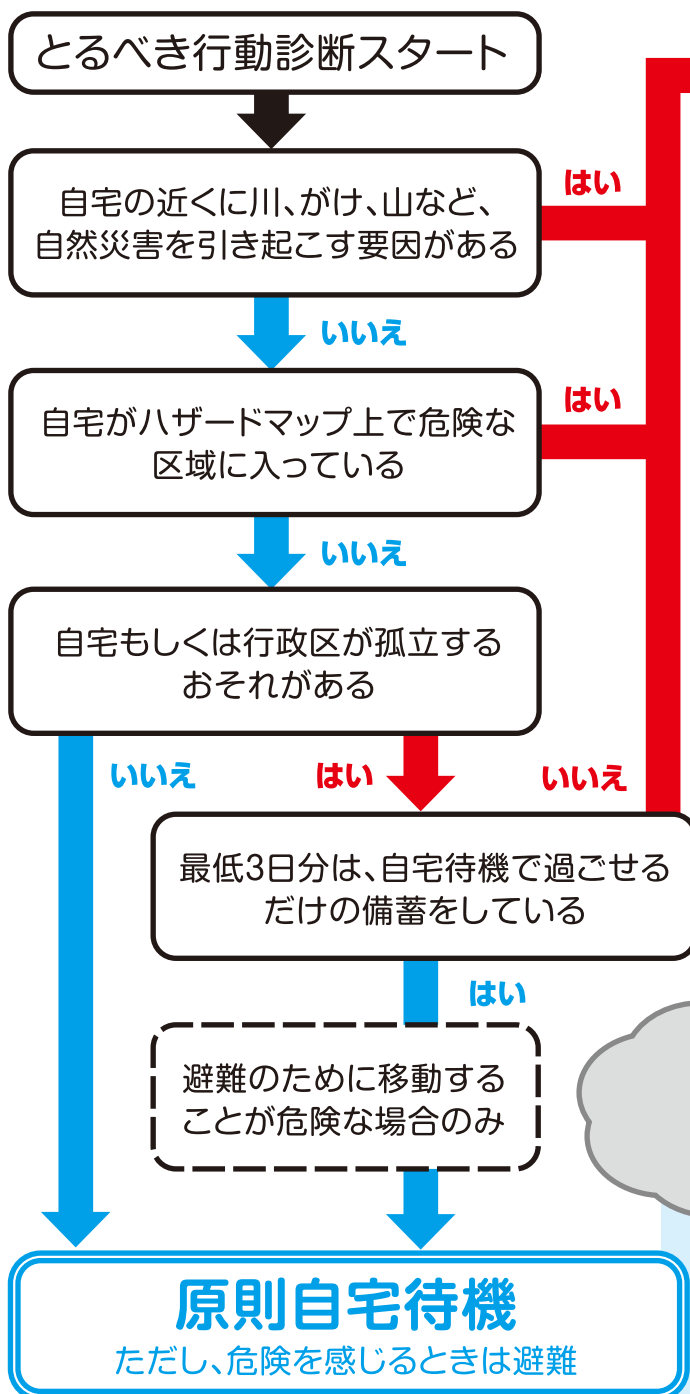 とるべき行動診断スタート
自宅の近くに川、がけ、山など、
自然災害を引き起こす要因がある
はい
いいえ
自宅がハザードマップ上で危険な
区域に入っている
はい
いいえ
自宅もしくは行政区が孤立する
おそれがある
いいえ
はい
いいえ
最低3日分は、自宅待機で過ごせる
だけの備蓄をしている
はい
避難のために移動する
ことが危険な場合のみ
原則自宅待機
ただし、危険を感じるときは避難